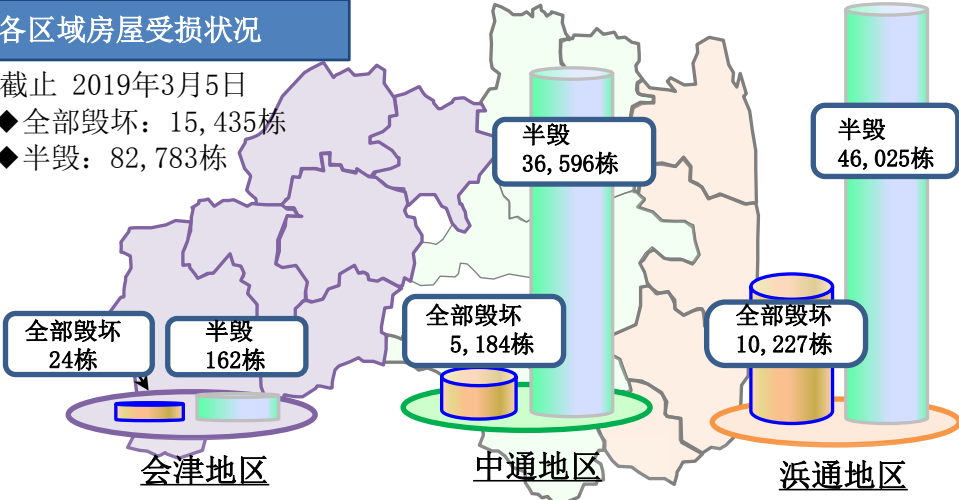 各区域房屋受损状况
截止 2019年3月5日
◆全部毁坏：15,435栋
◆半毁：82,783栋
半毁
36,596栋
半毁
46,025栋
全部毁坏
24栋
半毁
162栋
全部毁坏
5,184栋
全部毁坏
10,227栋
会津地区
中通地区
浜通地区